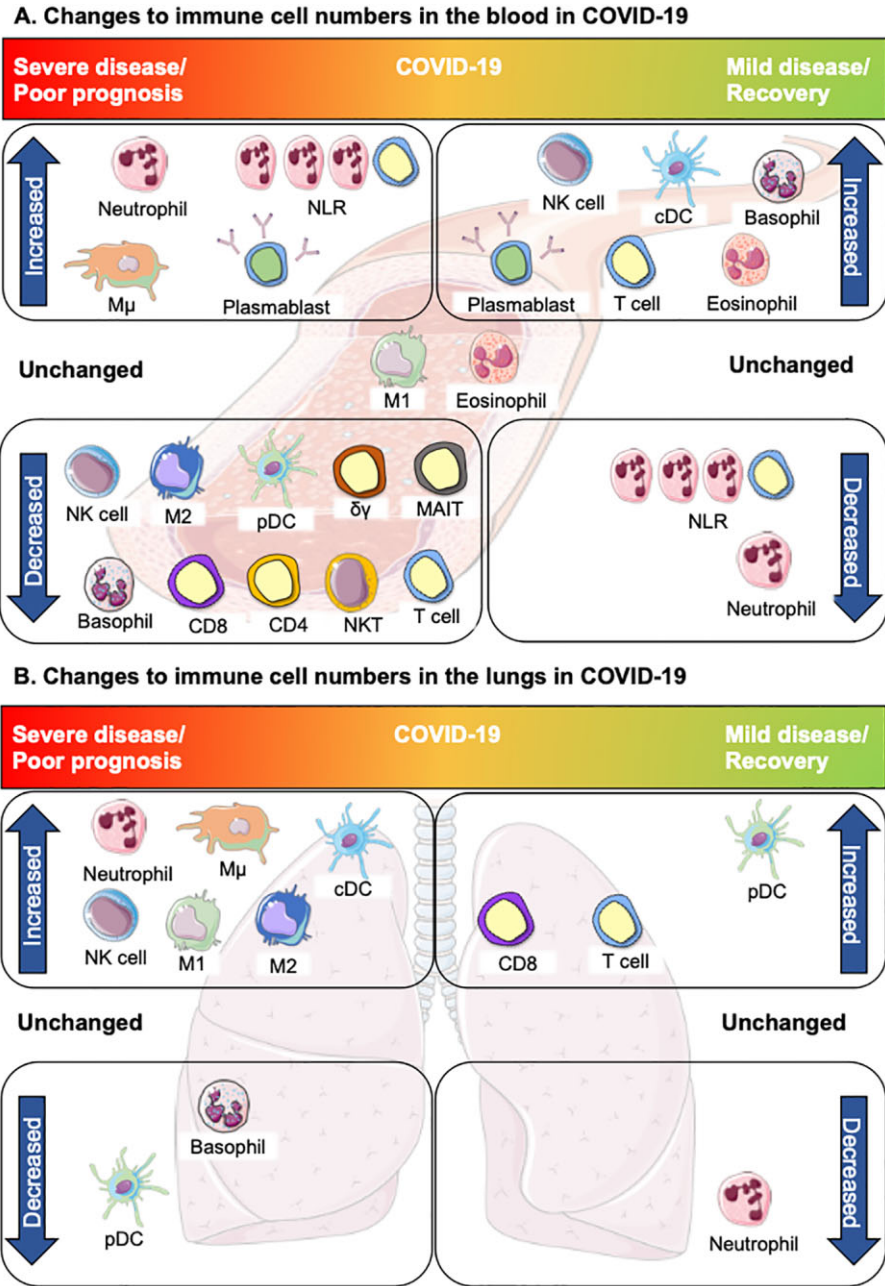 A. Changes to immune cell numbers in the blood in COVID-19
Severe disease/
Poor prognosis
COVID-19
Mild disease/
Recovery
Increased
Neutrophil
NLR
Mμ
Plasmablast
NK cell
cDC
Basophil
Plasmablast
T cell
Eosinophil
Increased
Unchanged
M1
Eosinophil
Unchanged
Decreased
NK cell
M2
pDC
δγ
MAIT
Basophil
CD8
CD4
NKT
T cell
NLR
Neutrophil
Decreased
B. Changes to immune cell numbers in the lungs in COVID-19
Severe disease/
Poor prognosis
COVID-19
Mild disease/
Recovery
Increased
Neutrophil
Mμ
cDC
NK cell
M1
M2
CD8
T cell
pDC
Increased
Unchanged
Unchanged
Decreased
Basophil
pDC
Neutrophil
Decreased